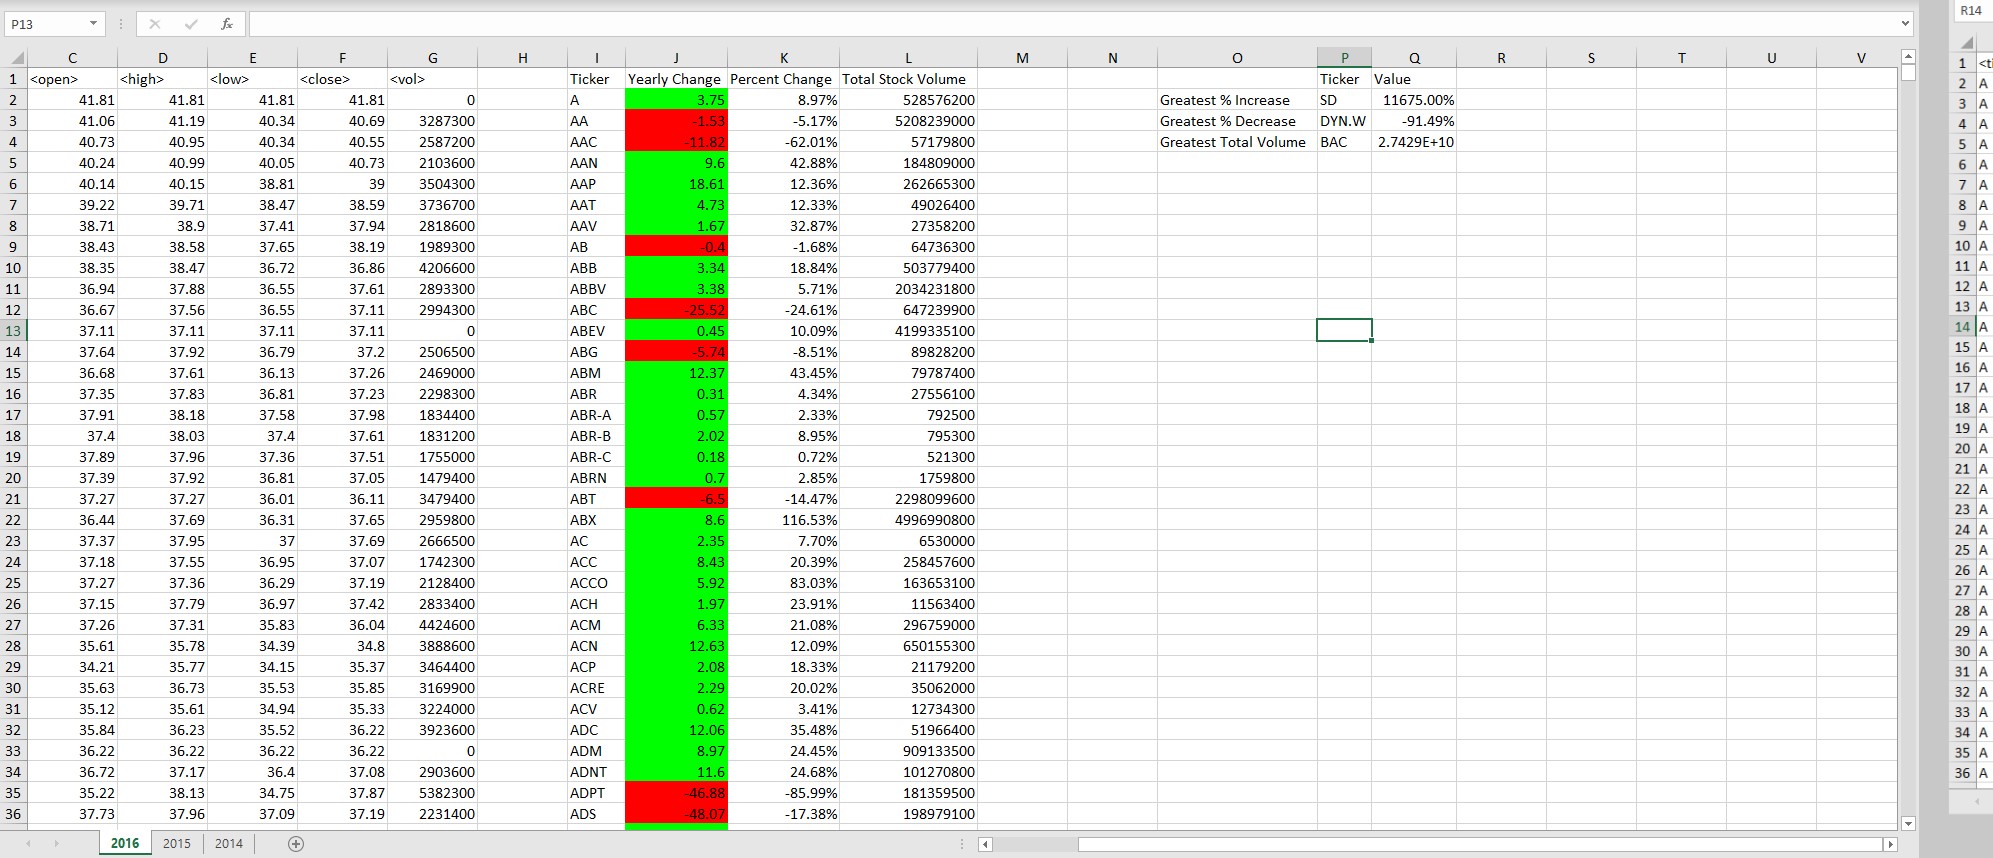 P13 fx R14
C D E F G H I J K L M N O P Q R S T U V
1 <open> <high> <low> <close> <vol> Ticker Yearly Change Percent Change Total Stock Volume Ticker Value 1
2 41.81 41.81 41.81 41.81 0 A 3.75 8.97% 528576200 Greatest % Increase SD 11675.00% 2 A
3 41.06 41.19 40.34 40.69 3287300 AA -1.53 -5.17% 5208239000 Greatest % Decrease DYN.W -91.49% 3 A
4 40.73 40.95 40.34 40.55 2587200 AAC -11.82 -62.01% 57179800 Greatest Total Volume BAC 2.7429E+10 4 A
5 40.24 40.99 40.05 40.73 2103600 AAN 9.6 42.88% 184809000 5 A
6 40.14 40.15 38.81 39 3504300 AAP 18.61 12.36% 262665300 6 A
7 39.22 39.71 38.47 38.59 3736700 AAT 4.73 12.33% 49026400 7 A
8 38.71 38.9 37.41 37.94 2818600 AAV 1.67 32.87% 27358200 8 A
9 38.43 38.58 37.65 38.19 1989300 AB -0.4 -1.68% 64736300 9 A
10 38.35 38.47 36.72 36.86 4206600 ABB 3.34 18.84% 503779400 10 A
11 36.94 37.88 36.55 37.61 2893300 ABBV 3.38 5.71% 2034231800 11 A
12 36.67 37.56 36.55 37.11 2994300 ABC -25.52 -24.61% 647239900 12 A
13 37.11 37.11 37.11 37.11 0 ABEV 0.45 10.09% 4199335100 13 A
14 37.64 37.92 36.79 37.2 2506500 ABG -5.74 -8.51% 89828200 14 A
15 36.68 37.61 36.13 37.26 2469000 ABM 12.37 43.45% 79787400 15 A
16 37.35 37.83 36.81 37.23 2298300 ABR 0.31 4.34% 27556100 16 A
17 37.91 38.18 37.58 37.98 1834400 ABR-A 0.57 2.33% 792500 17 A
18 37.4 38.03 37.4 37.61 1831200 ABR-B 2.02 8.95% 795300 18 A
19 37.89 37.96 37.36 37.51 1755000 ABR-C 0.18 0.72% 521300 19 A
20 37.39 37.92 36.81 37.05 1479400 ABRN 0.7 2.85% 1759800 20 A
21 37.27 37.27 36.01 36.11 3479400 ABT -6.5 -14.47% 2298099600 21 A
22 36.44 37.69 36.31 37.65 2959800 ABX 8.6 116.53% 4996990800 22 A
23 37.37 37.95 37 37.69 2666500 AC 2.35 7.70% 6530000 23 A
24 37.18 37.55 36.95 37.07 1742300 ACC 8.43 20.39% 258457600 24 A
25 37.27 37.36 36.29 37.19 2128400 ACCO 5.92 83.03% 163653100 25 A
26 37.15 37.79 36.97 37.42 2833400 ACH 1.97 23.91% 11563400 26 A
27 37.26 37.31 35.83 36.04 4424600 ACM 6.33 21.08% 296759000 27 A
28 35.61 35.78 34.39 34.8 3888600 ACN 12.63 12.09% 650155300 28 A
29 34.21 35.77 34.15 35.37 3464400 ACP 2.08 18.33% 21179200 29 A
30 35.63 36.73 35.53 35.85 3169900 ACRE 2.29 20.02% 35062000 30 A
31 35.12 35.61 34.94 35.33 3224000 ACV 0.62 3.41% 12734300 31 A
32 35.84 36.23 35.52 36.22 3923600 ADC 12.06 35.48% 51966400 32 A
33 36.22 36.22 36.22 36.22 0 ADM 8.97 24.45% 909133500 33 A
34 36.72 37.17 36.4 37.08 2903600 ADNT 11.6 24.68% 101270800 34 A
35 35.22 38.13 34.75 37.87 5382300 ADPT -46.88 -85.99% 181359500 35 A
36 37.73 37.96 37.09 37.19 2231400 ADS -48.07 -17.38% 198979100 36 A
2016 2015 2014